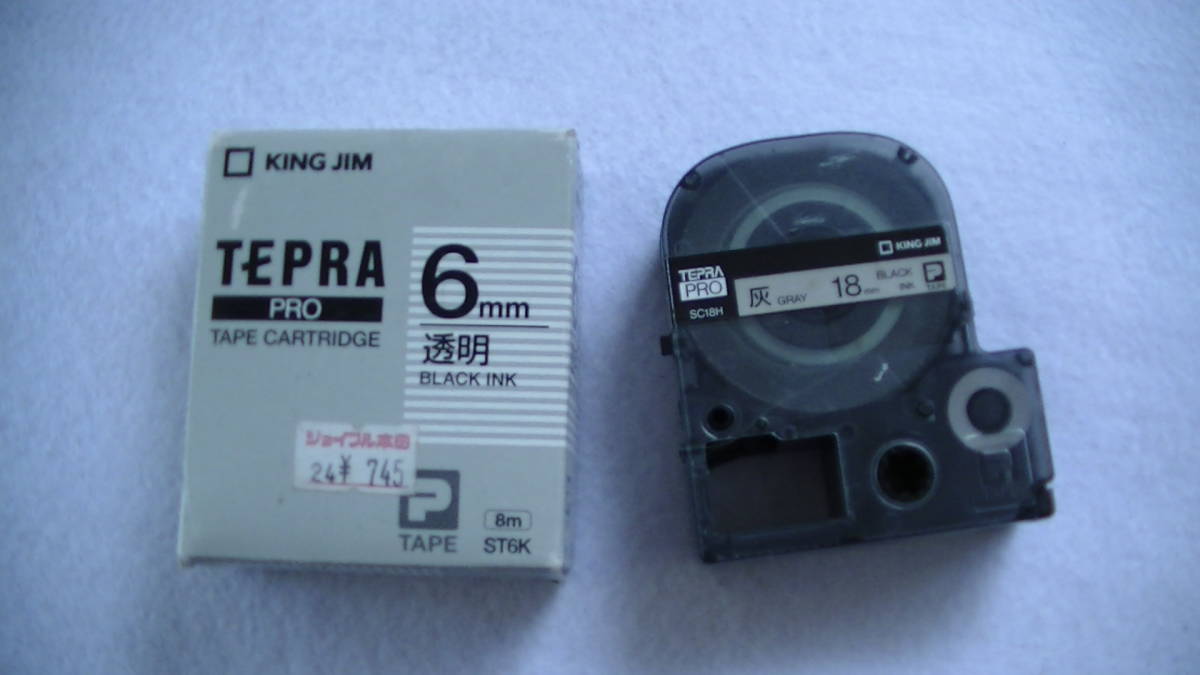 KING JIM
TEPRA
PRO
TAPE CARTRIDGE
6mm
透明
BLACK INK
ジョイフル本田
24 ¥ 745
P
TAPE
8m
ST6K
KING JIM
TEPRA
PRO
SC18H
灰 GRAY 18mm BLACK INK
P
TAPE